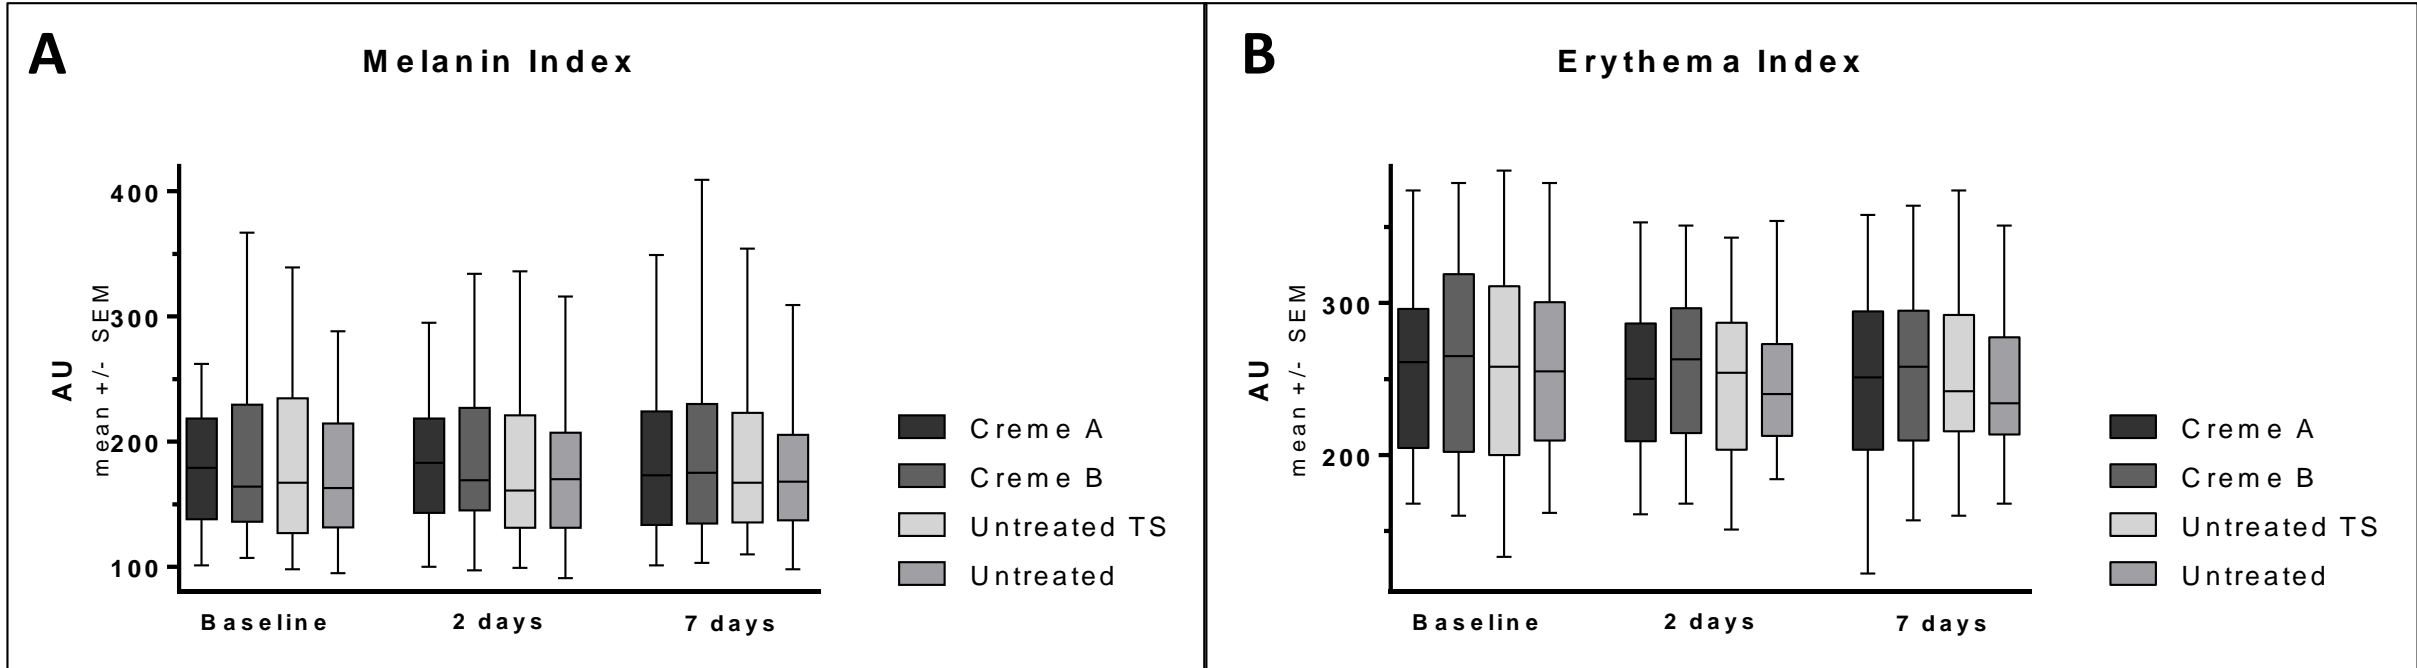 A
Melanin Index
AU
mean +/- SEM
400
300
200
100
Baseline
2 days
7 days
Creme A
Creme B
Untreated TS
Untreated
B
Erythema Index
AU
mean +/- SEM
300
200
Baseline
2 days
7 days
Creme A
Creme B
Untreated TS
Untreated